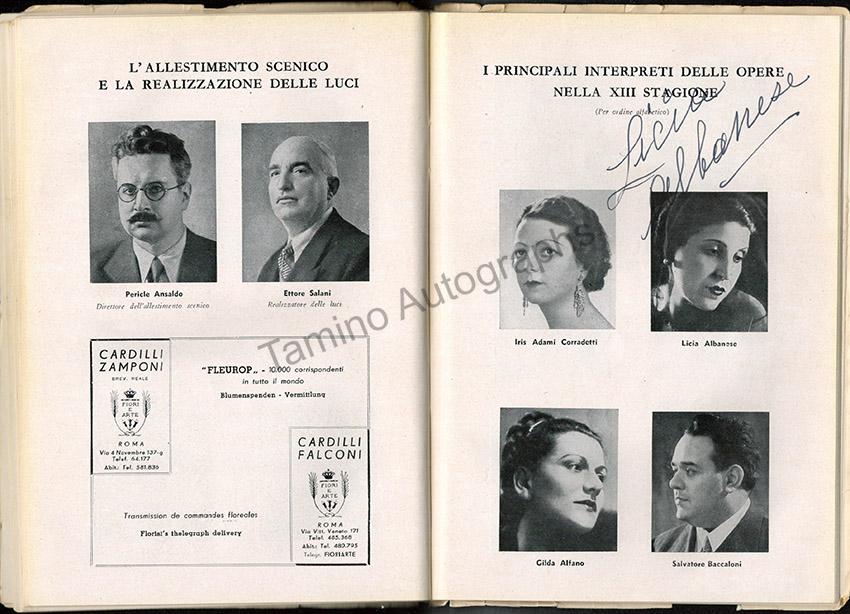 L'ALLESTIMENTO SCENICO
E LA REALIZZAZIONE DELLE LUCI
Pericle Ansaldo
Direttore dell'allestimento scenico
Ettore Salani
Realizzatore delle luci
CARDILLI
ZAMPONI
BREV. REALE
FIORI
E
ARTE
ROMA
Via 4 Novembre 137-g
Telef. 64.177
Abit: Tel. 581.836
"FLEUROP„ - 10.000 corrispondenti
in tutto il mondo
Blumenspenden - Vermittlung
CARDILLI
FALCONI
FIORI
E
ARTE
ROMA
Via Vitt. Veneto 171
Telef. 485.368
Abit: Tel. 480.795
Telegr. FIORIARTE
Transmission de commandes floreales
Florist's thelegraph delivery
I PRINCIPALI INTERPRETI DELLE OPERE
NELLA XIII STAGIONE
(Per ordine alfabetico)
Licia
Albanese
Iris Adami Corradetti
Licia Albanese
Gilda Alfano
Salvatore Baccaloni
Tamino Autographs